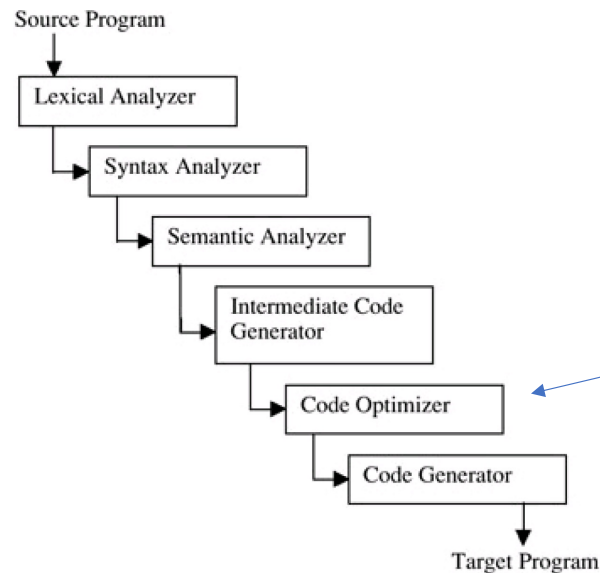 Source Program
Lexical Analyzer
Syntax Analyzer
Semantic Analyzer
Intermediate Code
Generator
Code Optimizer
Code Generator
Target Program